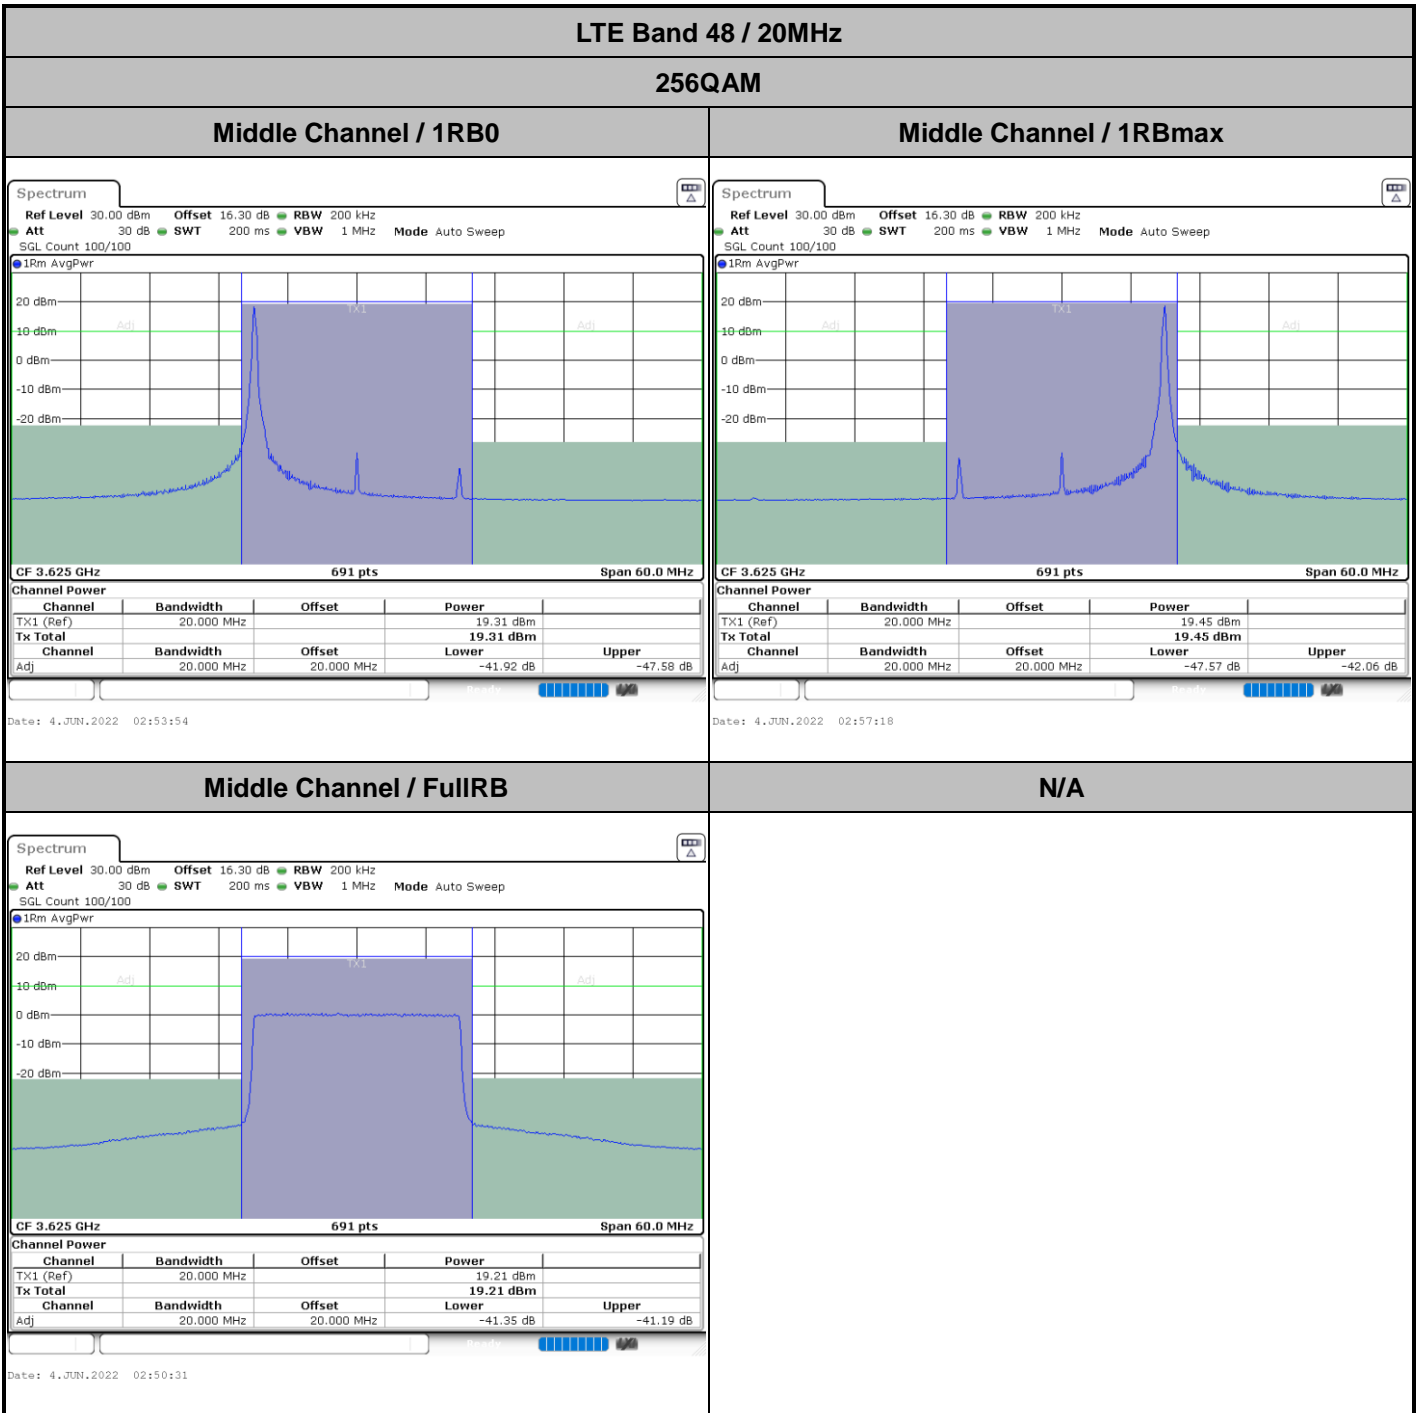 LTE Band 48 / 20MHz
256QAM
Middle Channel / 1RB0
Middle Channel / 1RBmax
Spectrum
Ref Level 30.00 dBm Offset 16.30 dB RBW 200 kHz
Att 30 dB SWT 200 ms VBW 1 MHz Mode Auto Sweep
SGL Count 100/100
1Rm AvgPwr
TX1
20 dBm
Adj Adj
10 dBm
0 dBm
-10 dBm
-20 dBm
CF 3.625 GHz 691 pts Span 60.0 MHz
Channel Power
Channel Bandwidth Offset Power
TX1 (Ref) 20.000 MHz 19.31 dBm
Tx Total 19.31 dBm
Channel Bandwidth Offset Lower Upper
Adj 20.000 MHz 20.000 MHz -41.92 dB -47.58 dB
Ready
Date: 4.JUN.2022 02:53:54
Spectrum
Ref Level 30.00 dBm Offset 16.30 dB RBW 200 kHz
Att 30 dB SWT 200 ms VBW 1 MHz Mode Auto Sweep
SGL Count 100/100
1Rm AvgPwr
TX1
20 dBm
Adj Adj
10 dBm
0 dBm
-10 dBm
-20 dBm
CF 3.625 GHz 691 pts Span 60.0 MHz
Channel Power
Channel Bandwidth Offset Power
TX1 (Ref) 20.000 MHz 19.45 dBm
Tx Total 19.45 dBm
Channel Bandwidth Offset Lower Upper
Adj 20.000 MHz 20.000 MHz -47.57 dB -42.06 dB
Ready
Date: 4.JUN.2022 02:57:18
Middle Channel / FullRB
N/A
Spectrum
Ref Level 30.00 dBm Offset 16.30 dB RBW 200 kHz
Att 30 dB SWT 200 ms VBW 1 MHz Mode Auto Sweep
SGL Count 100/100
1Rm AvgPwr
TX1
20 dBm
Adj Adj
10 dBm
0 dBm
-10 dBm
-20 dBm
CF 3.625 GHz 691 pts Span 60.0 MHz
Channel Power
Channel Bandwidth Offset Power
TX1 (Ref) 20.000 MHz 19.21 dBm
Tx Total 19.21 dBm
Channel Bandwidth Offset Lower Upper
Adj 20.000 MHz 20.000 MHz -41.35 dB -41.19 dB
Ready
Date: 4.JUN.2022 02:50:31